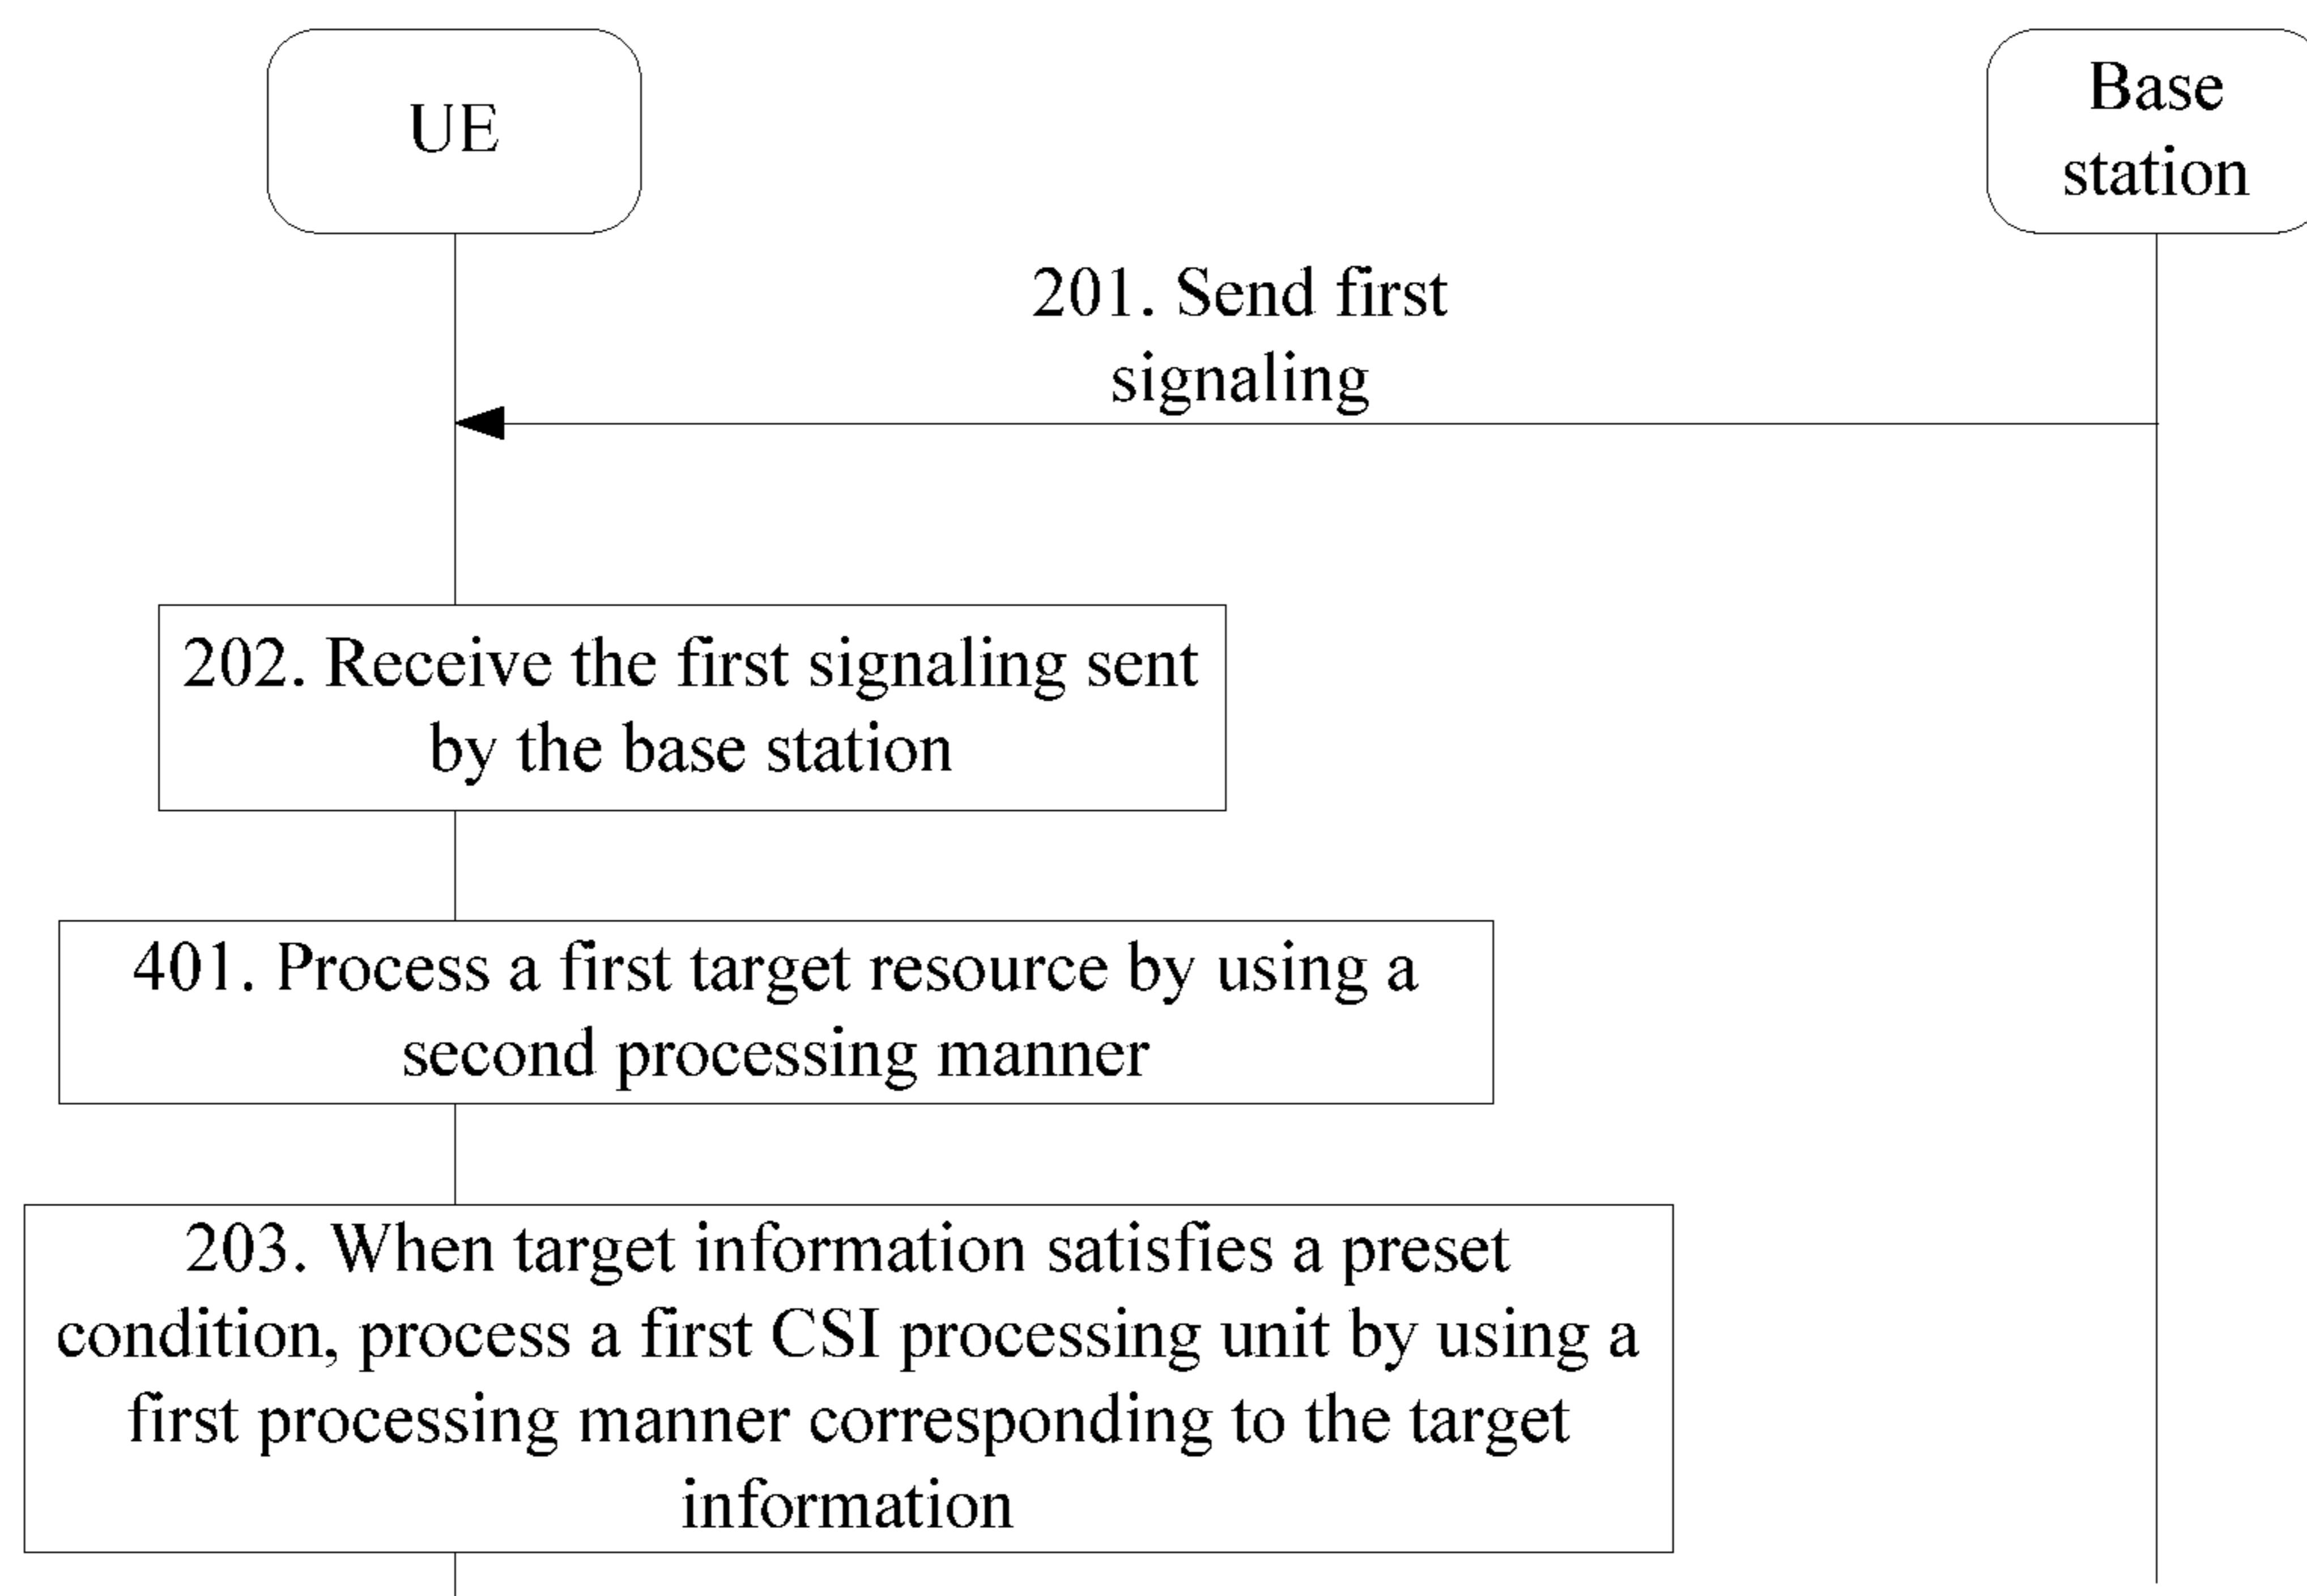 UE
Base
station
201. Send first
signaling
202. Receive the first signaling sent
by the base station
401. Process a first target resource by using a
second processing manner
203. When target information satisfies a preset
condition, process a first CSI processing unit by using a
first processing manner corresponding to the target
information